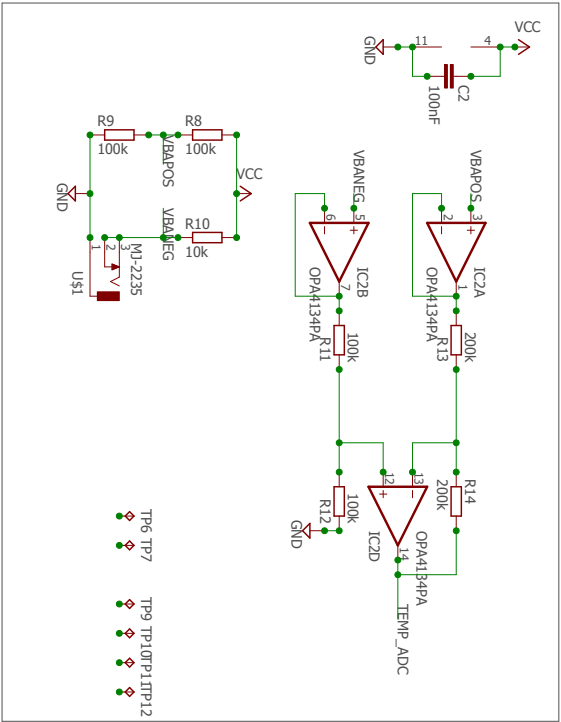 VCC
GND
11
4
C2
100nF
R9
100k
R8
100k
VBAPOS
VCC
GND
VBANEG
R10
10k
1
2
3
MJ-2235
U$1
VBANEG
VBAPOS
6
5
2
3
-
+
-
+
IC2B
OPA4134PA
7
IC2A
OPA4134PA
1
R11
100k
R13
200k
12
13
+
-
R12
100k
GND
R14
200k
IC2D
OPA4134PA
14
TEMP_ADC
TP6
TP7
TP9
TP10
TP11
TP12